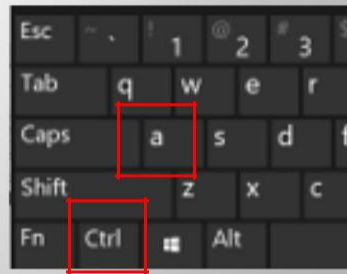 Esc ~ ` ! 1 @ 2 # 3 $
Tab q w e r
Caps a s d f
Shift z x c
Fn Ctrl Alt